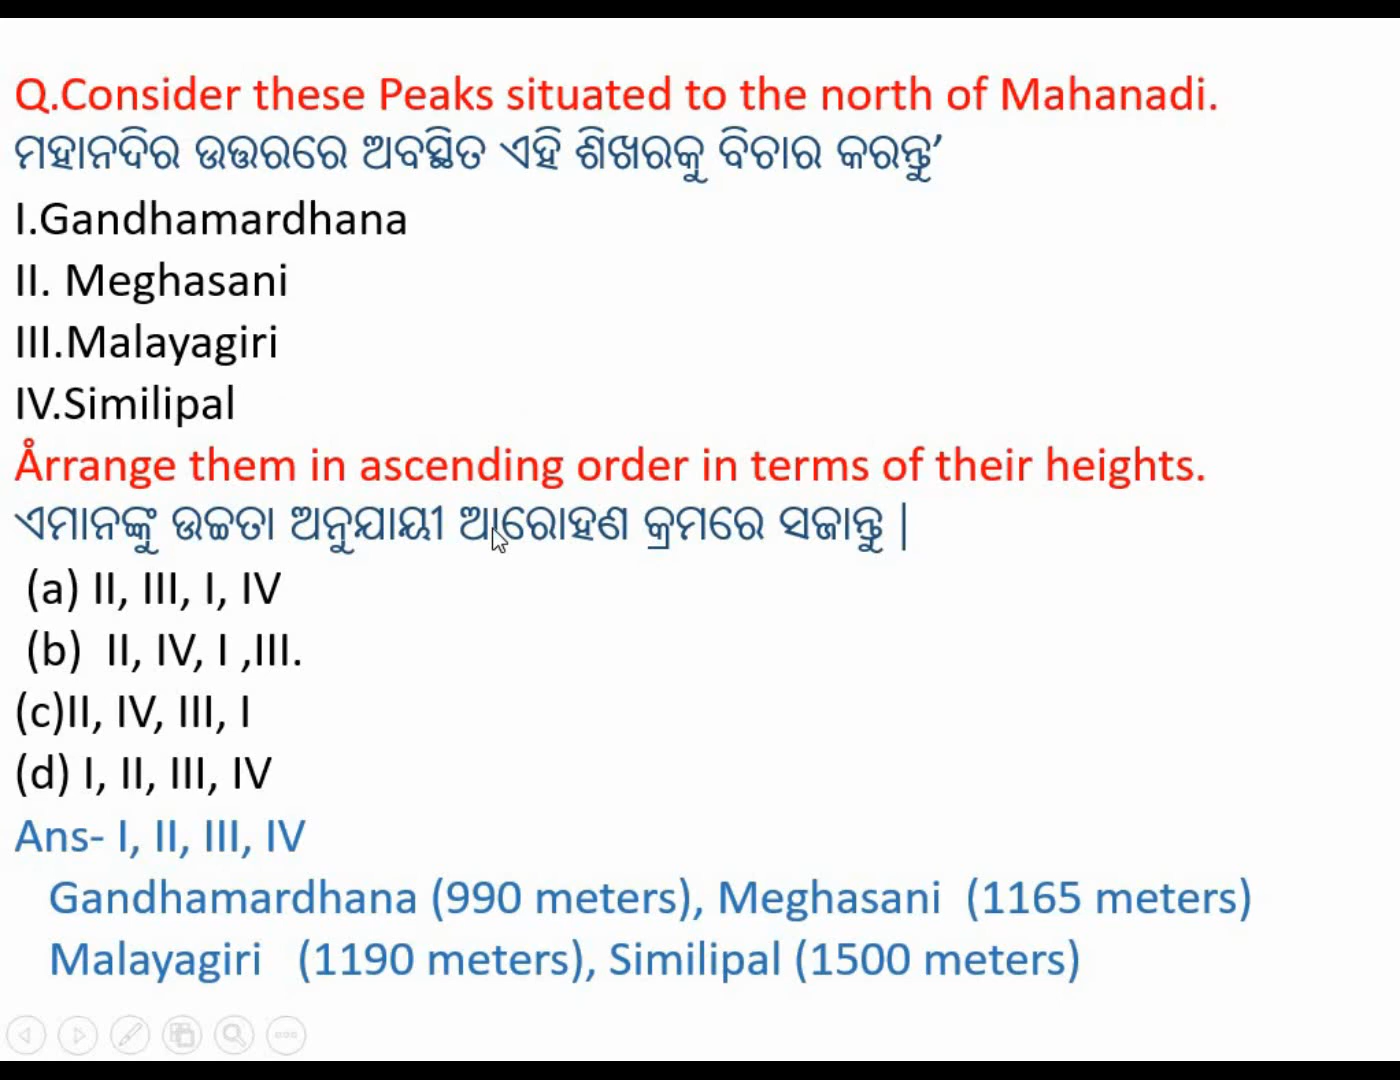 Q.Consider these Peaks situated to the north of Mahanadi.
ମହାନଦିର ଉତ୍ତରରେ ଅବସ୍ଥିତ ଏହି ଶିଖରକୁ ବିଚାର କରନ୍ତୁ’
I.Gandhamardhana
II. Meghasani
III.Malayagiri
IV.Similipal
Årrange them in ascending order in terms of their heights.
ଏମାନଙ୍କୁ ଉଚ୍ଚତା ଅନୁଯାୟୀ ଆରୋହଣ କ୍ରମରେ ସଜାନ୍ତୁ |
(a) II, III, I, IV
(b) II, IV, I ,III.
(c)II, IV, III, I
(d) I, II, III, IV
Ans- I, II, III, IV
Gandhamardhana (990 meters), Meghasani (1165 meters)
Malayagiri (1190 meters), Similipal (1500 meters)